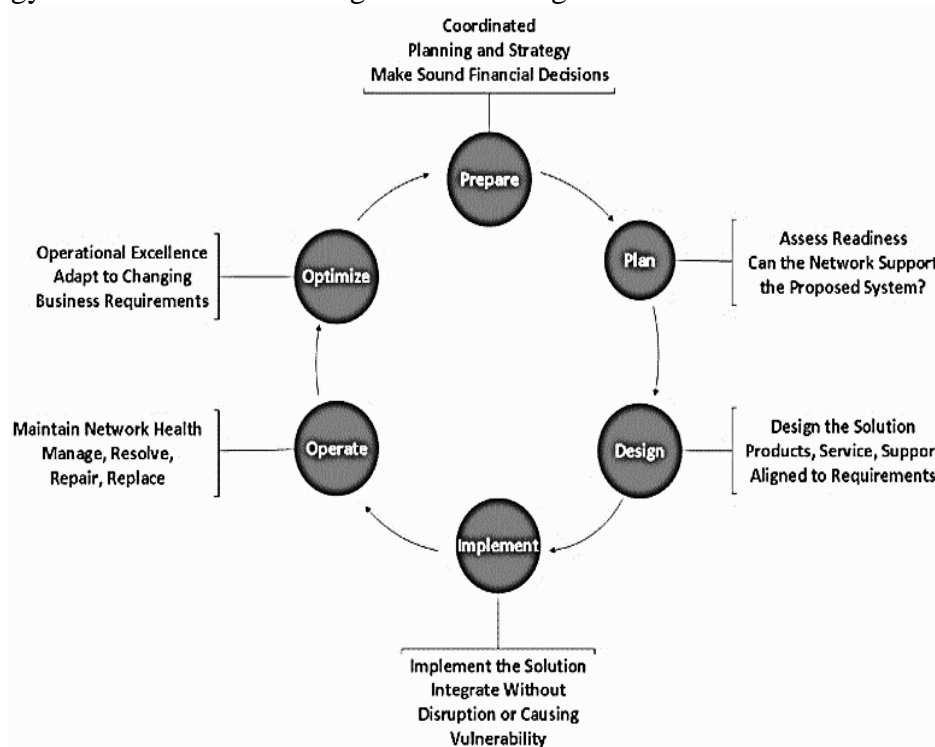 Coordinated
Planning and Strategy
Make Sound Financial Decisions
Prepare
Plan
Assess Readiness
Can the Network Support
the Proposed System?
Design
Design the Solution
Products, Service, Support
Aligned to Requirements
Implement
Implement the Solution
Integrate Without
Disruption or Causing
Vulnerability
Operate
Maintain Network Health
Manage, Resolve,
Repair, Replace
Optimize
Operational Excellence
Adapt to Changing
Business Requirements